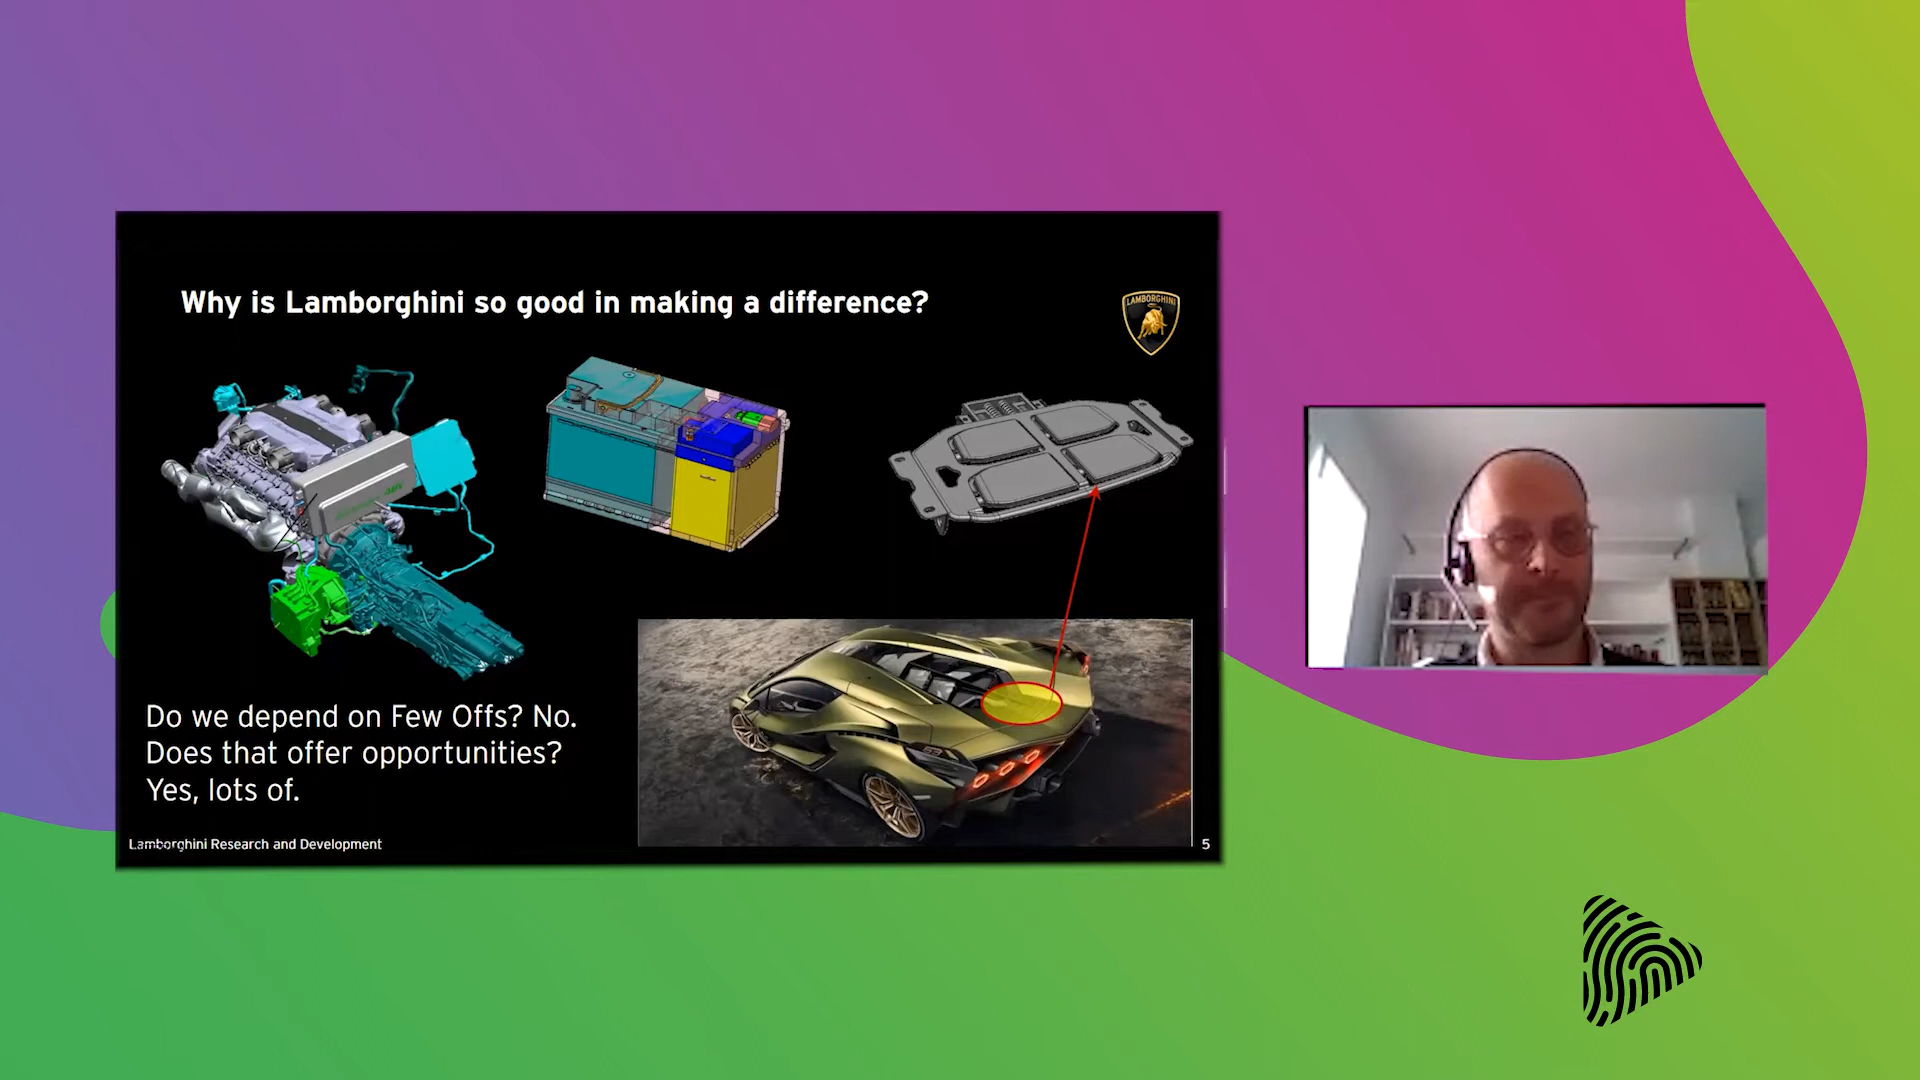 Why is Lamborghini so good in making a difference?
LAMBORGHINI
Do we depend on Few Offs? No.
Does that offer opportunities?
Yes, lots of.
Lamborghini Research and Development
5